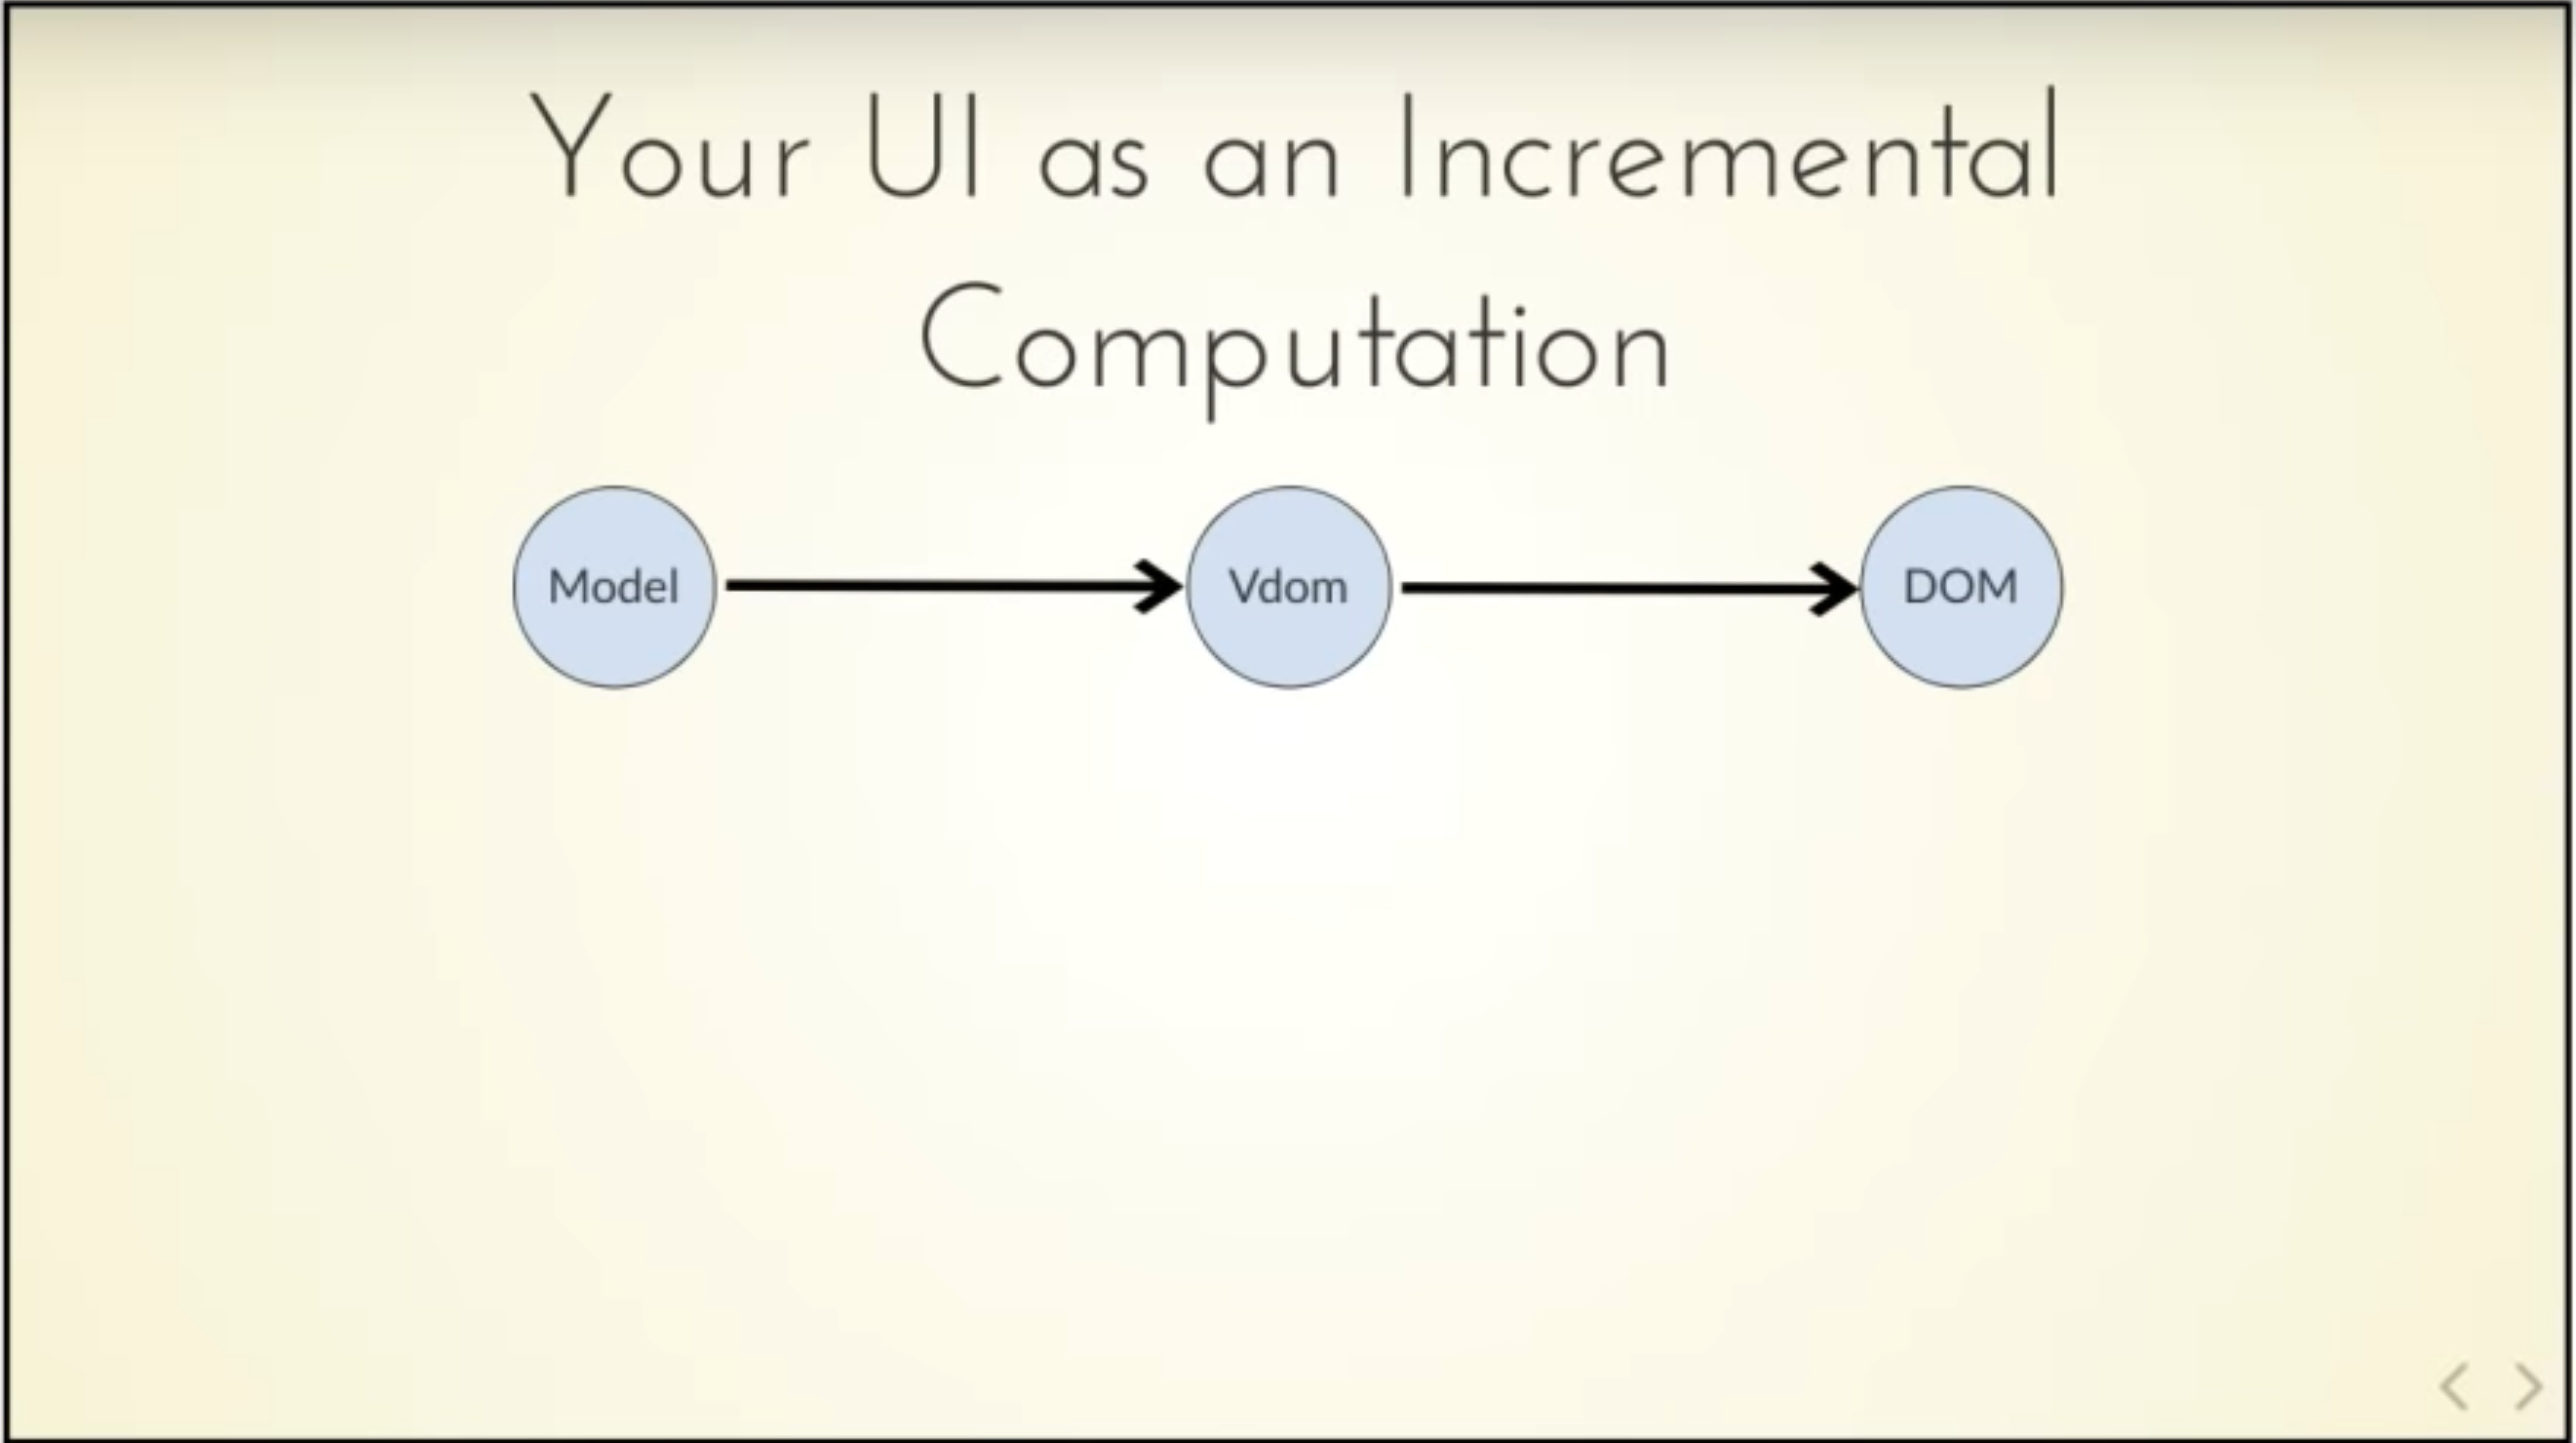 Your UI as an Incremental
Computation
Model
Vdom
DOM